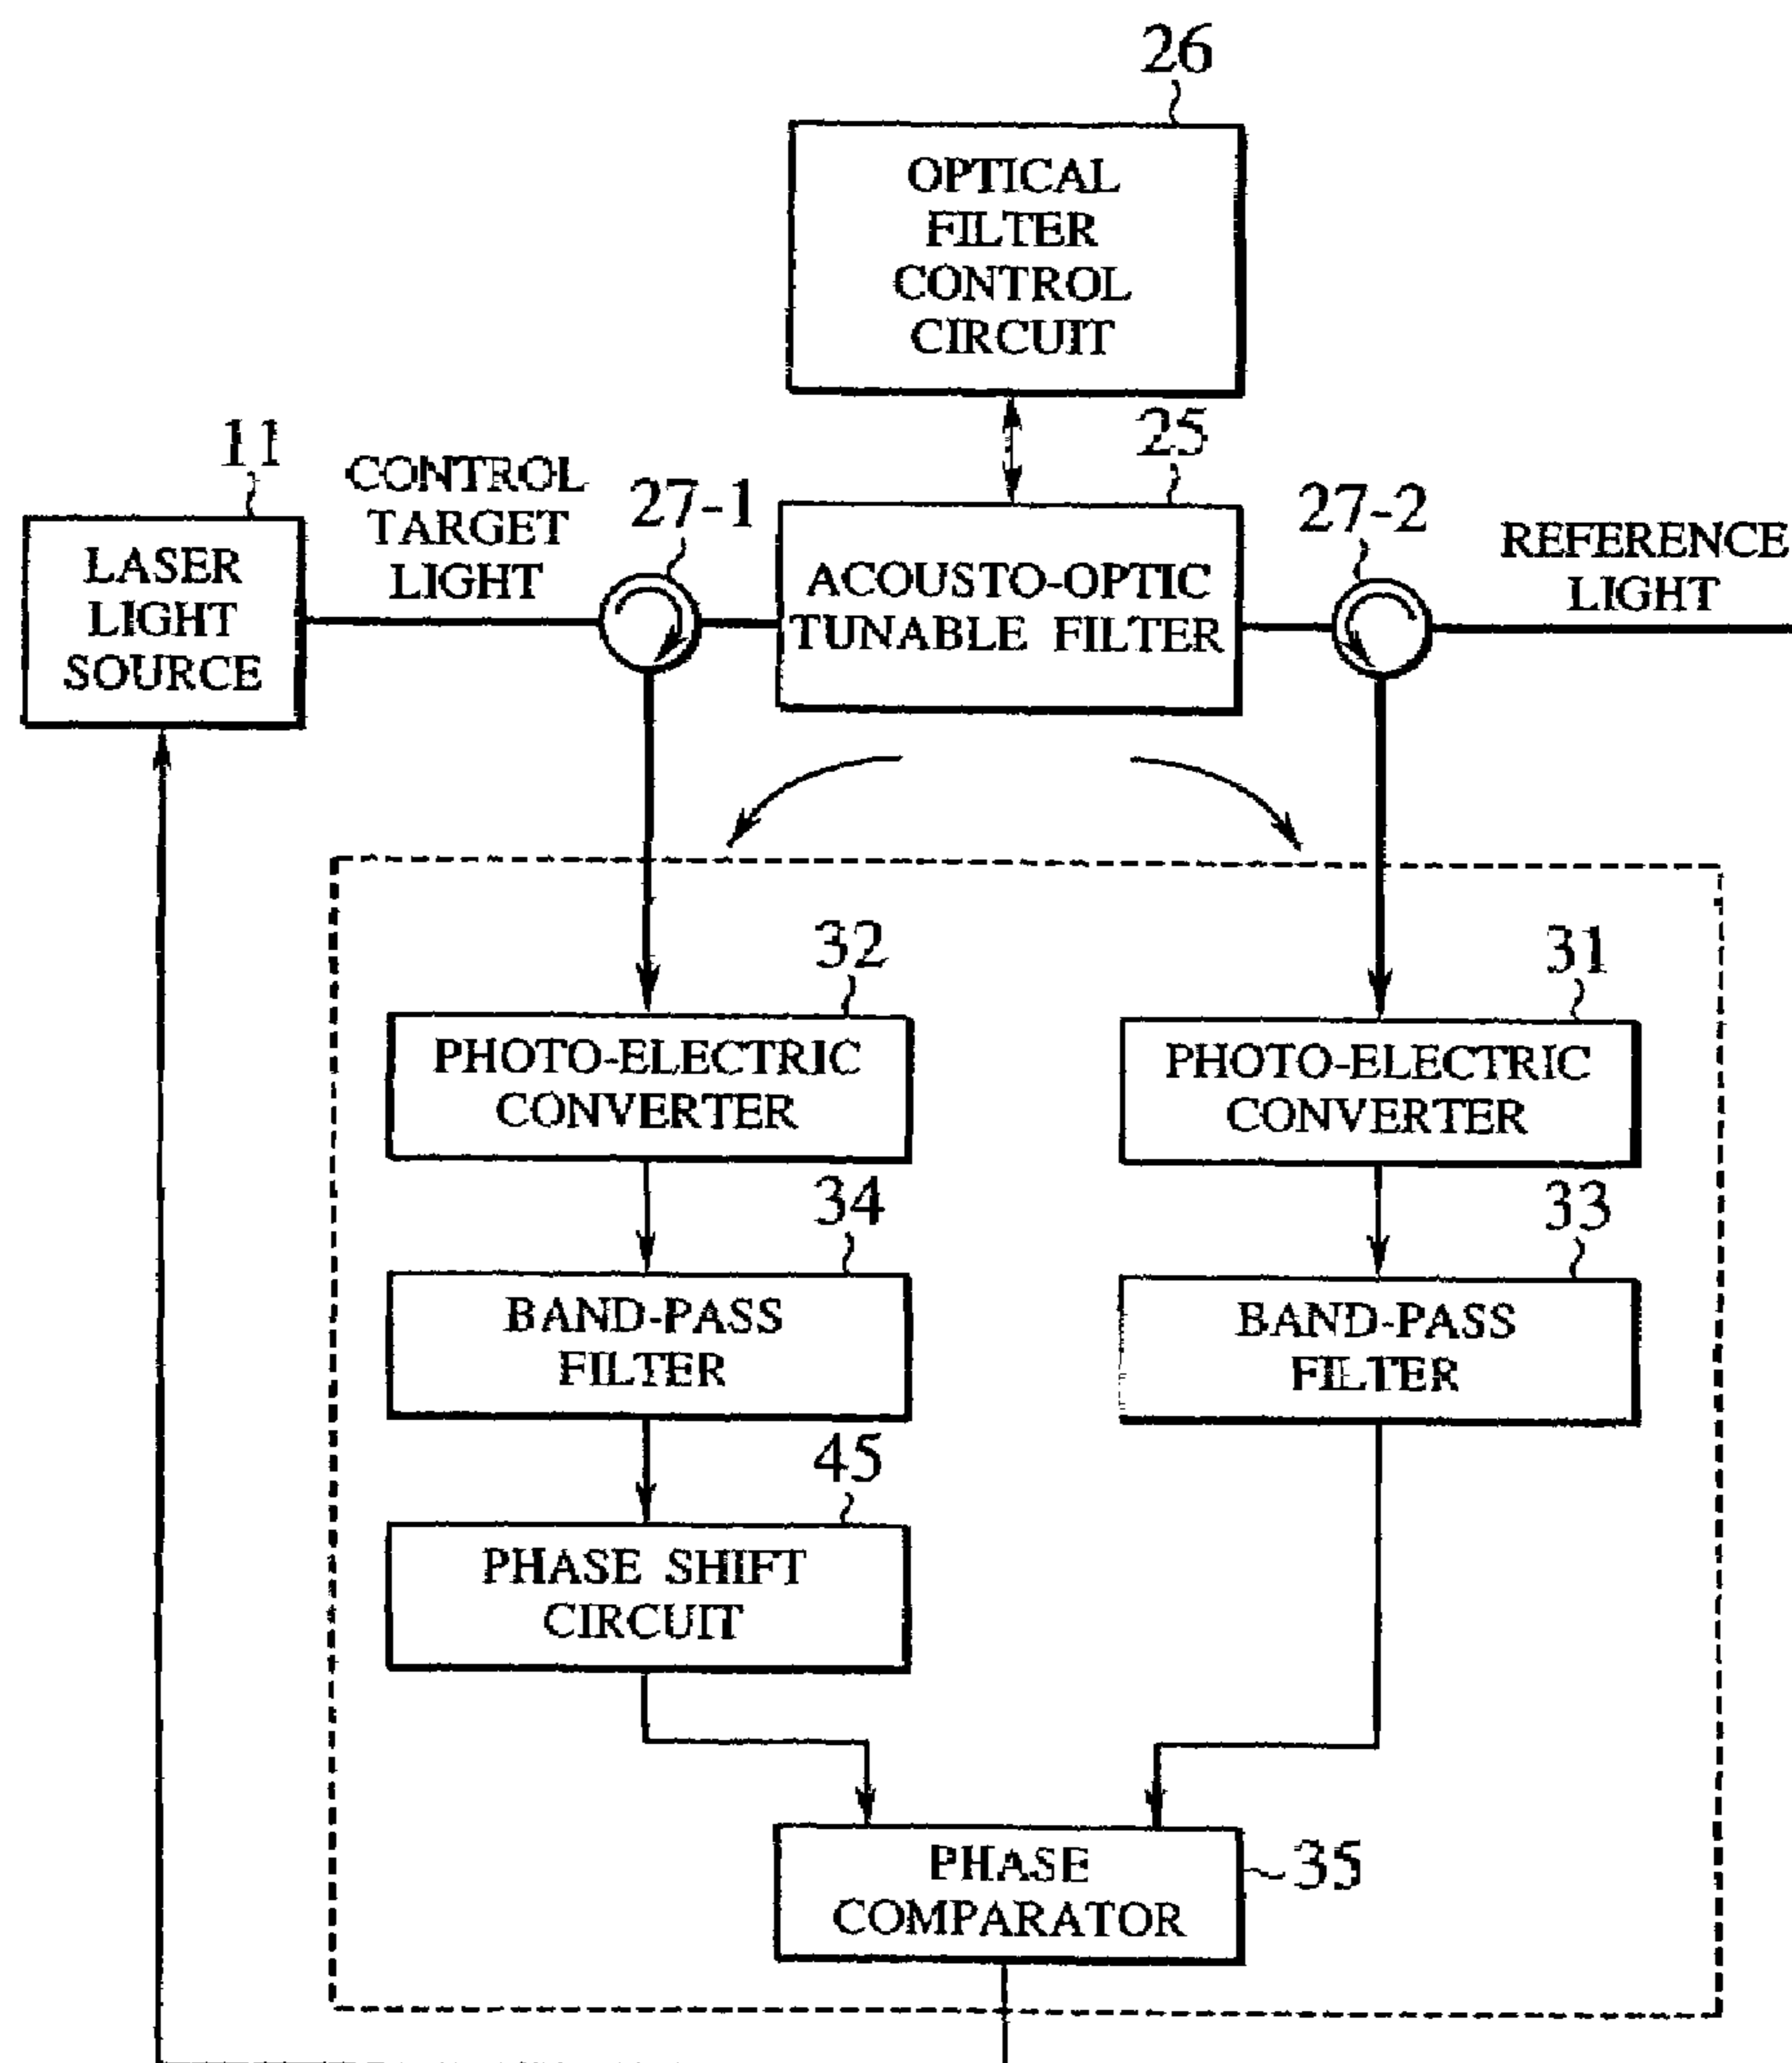 26
OPTICAL
FILTER
CONTROL
CIRCUIT
11
CONTROL
TARGET
LIGHT
27-1
25
27-2
REFERENCE
LIGHT
LASER
LIGHT
SOURCE
ACOUSTO-OPTIC
TUNABLE FILTER
32
31
PHOTO-ELECTRIC
CONVERTER
PHOTO-ELECTRIC
CONVERTER
34
33
BAND-PASS
FILTER
BAND-PASS
FILTER
45
PHASE SHIFT
CIRCUIT
PHASE
COMPARATOR
35